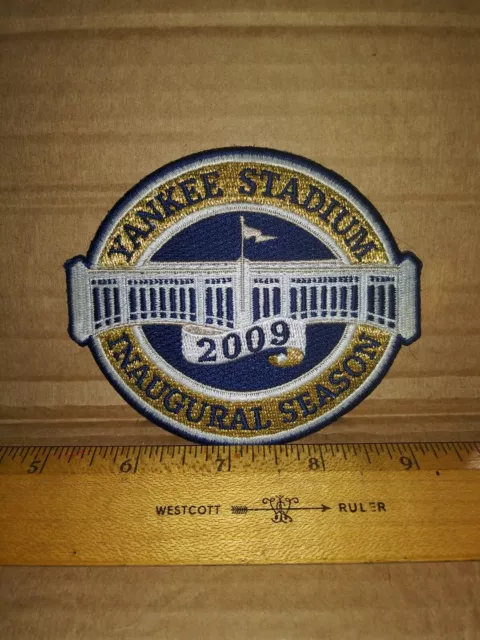 YANKEE STADIUM
2009
INAUGURAL SEASON
5 6 7 8 9
WESTCOTT RULER